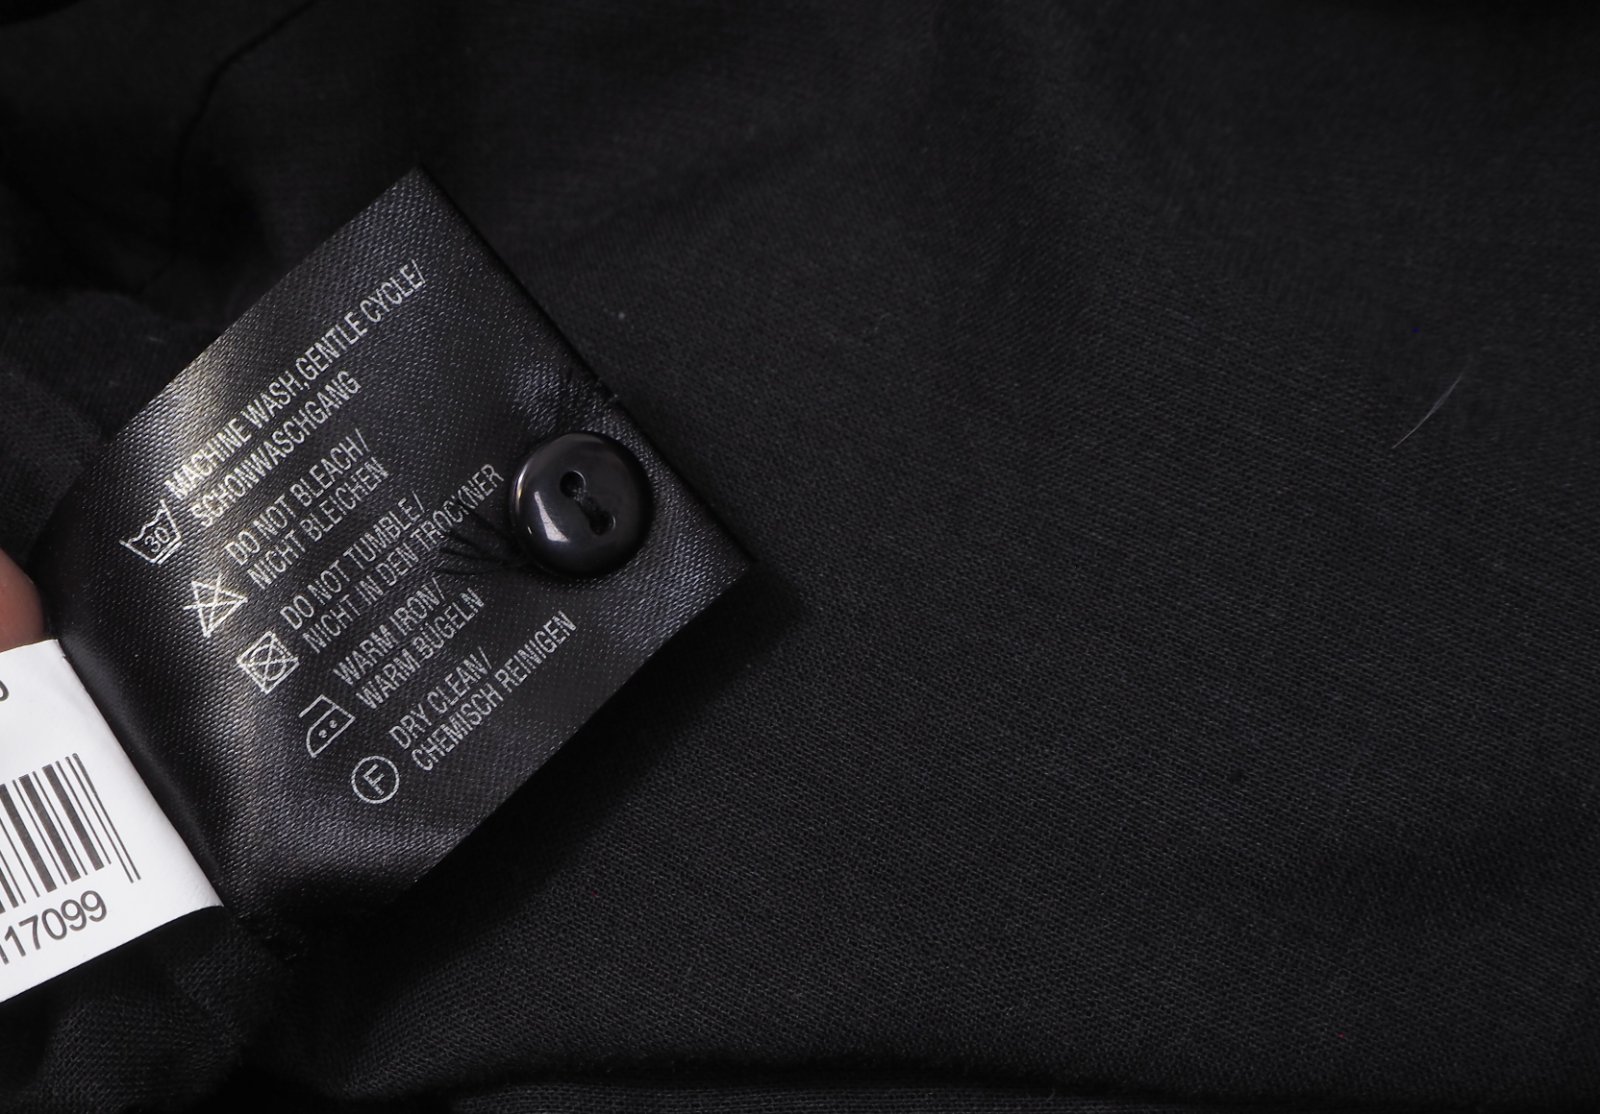 30
MACHINE WASH,GENTLE CYCLE/
SCHONWASCHGANG
DO NOT BLEACH/
NICHT BLEICHEN
DO NOT TUMBLE/
NICHT IN DEN TROCKNER
WARM IRON/
WARM BÜGELN
F
DRY CLEAN/
CHEMISCH REINIGEN
17099